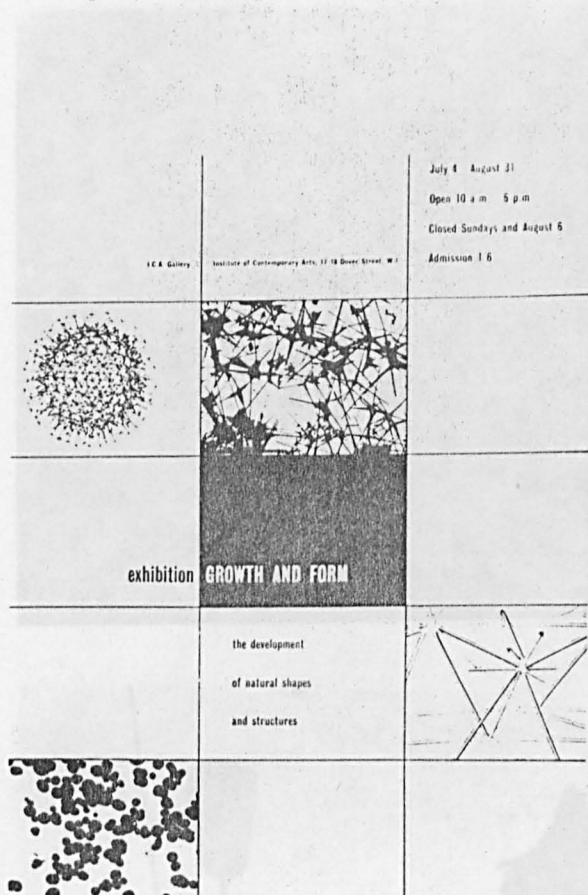 July 4 August 31
Open 10 a m 5 p.m
Closed Sundays and August 6
Admission 1 6
I C A Gallery Institute of Contemporary Arts, 17 18 Dover Street, W 1
exhibition GROWTH AND FORM
the development
of natural shapes
and structures